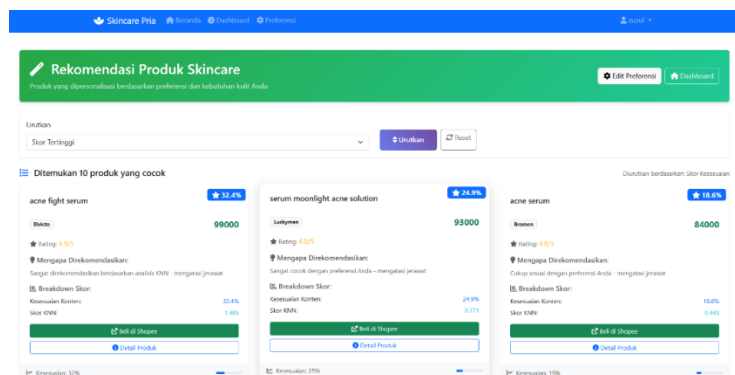 Skincare Pria Beranda Dashboard Preferensi
Rekomendasi Produk Skincare
Produk yang dipersonalisasi berdasarkan preferensi dan kebutuhan kulit Anda
Edit Preferensi Dashboard
Urutkan
Skor Tertinggi
Urutkan
Reset
Ditemukan 10 produk yang cocok
Diurutkan berdasarkan: Skor Kesesuaian
acne fight serum
32.4%
Elvicto
99000
Rating: 4.9/5
Mengapa Direkomendasikan:
Sangat direkomendasikan berdasarkan analisis KNN - mengatasi jerawat
Breakdown Skor:
Kesesuaian Konten: 32.4%
Skor KNN: 1.485
Beli di Shopee
Detail Produk
Kesesuaian: 32%
serum moonlight acne solution
24.9%
Luckymen
93000
Rating: 4.8/5
Mengapa Direkomendasikan:
Sangat cocok dengan preferensi Anda - mengatasi jerawat
Breakdown Skor:
Kesesuaian Konten: 24.9%
Skor KNN: 0.771
Beli di Shopee
Detail Produk
Kesesuaian: 25%
acne serum
18.6%
Bromen
84000
Rating: 4.8/5
Mengapa Direkomendasikan:
Cukup sesuai dengan preferensi Anda - mengatasi jerawat
Breakdown Skor:
Kesesuaian Konten: 18.6%
Skor KNN: 0.443
Beli di Shopee
Detail Produk
Kesesuaian: 19%